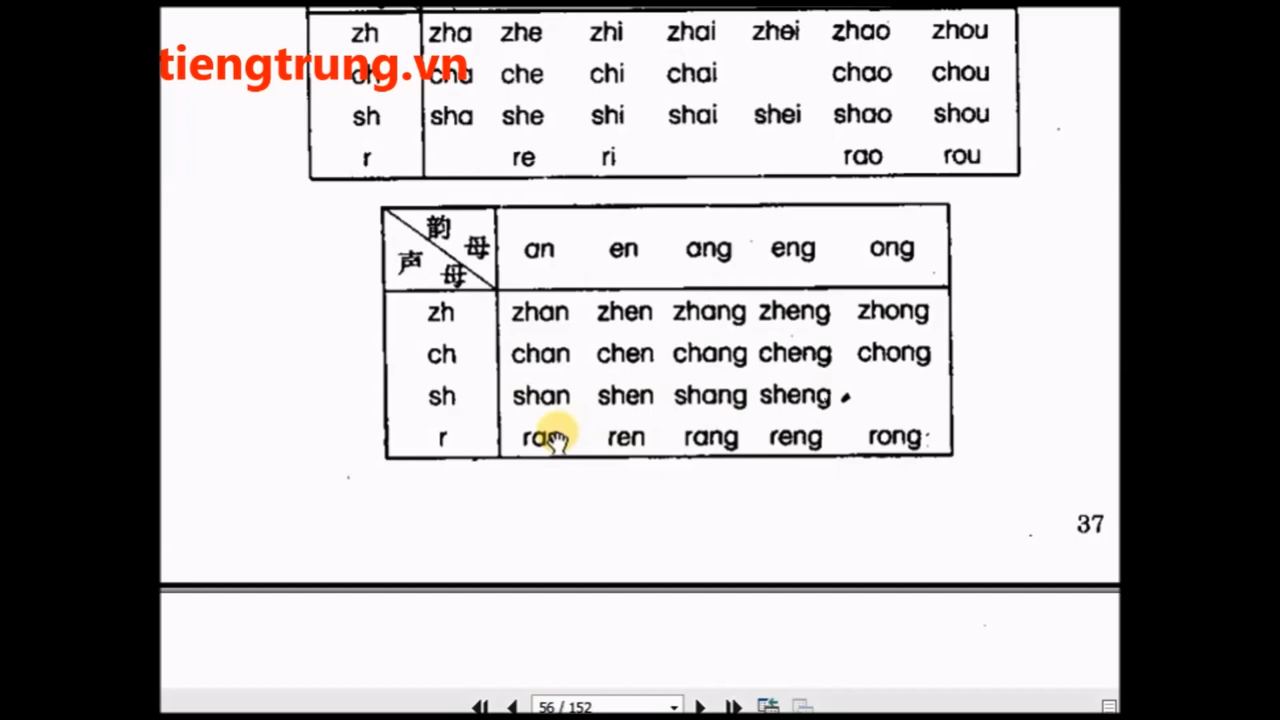 zh zha zhe zhi zhai zhei zhao zhou
tiengtrung.vn
ch cha che chi chai chao chou
sh sha she shi shai shei shao shou
r re ri rao rou
韵母
声母
an en ang eng ong
zh zhan zhen zhang zheng zhong
ch chan chen chang cheng chong
sh shan shen shang sheng
r ran ren rang reng rong
37
56 / 152